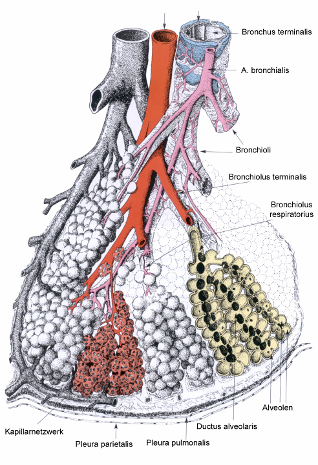 Bronchus terminalis
A. bronchialis
Bronchioli
Bronchiolus terminalis
Bronchiolus
respiratorius
Alveolen
Ductus alveolaris
Kapillarnetzwerk
Pleura parietalis
Pleura pulmonalis